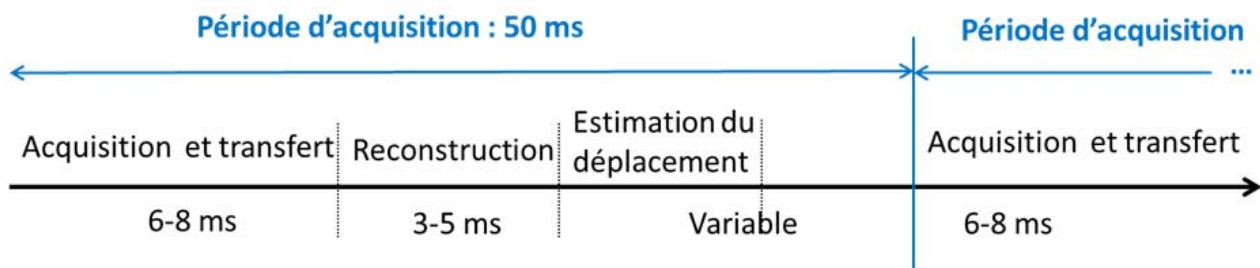 Période d'acquisition : 50 ms
Période d'acquisition
...
Acquisition et transfert
Reconstruction
Estimation du
déplacement
Acquisition et transfert
6-8 ms
3-5 ms
Variable
6-8 ms